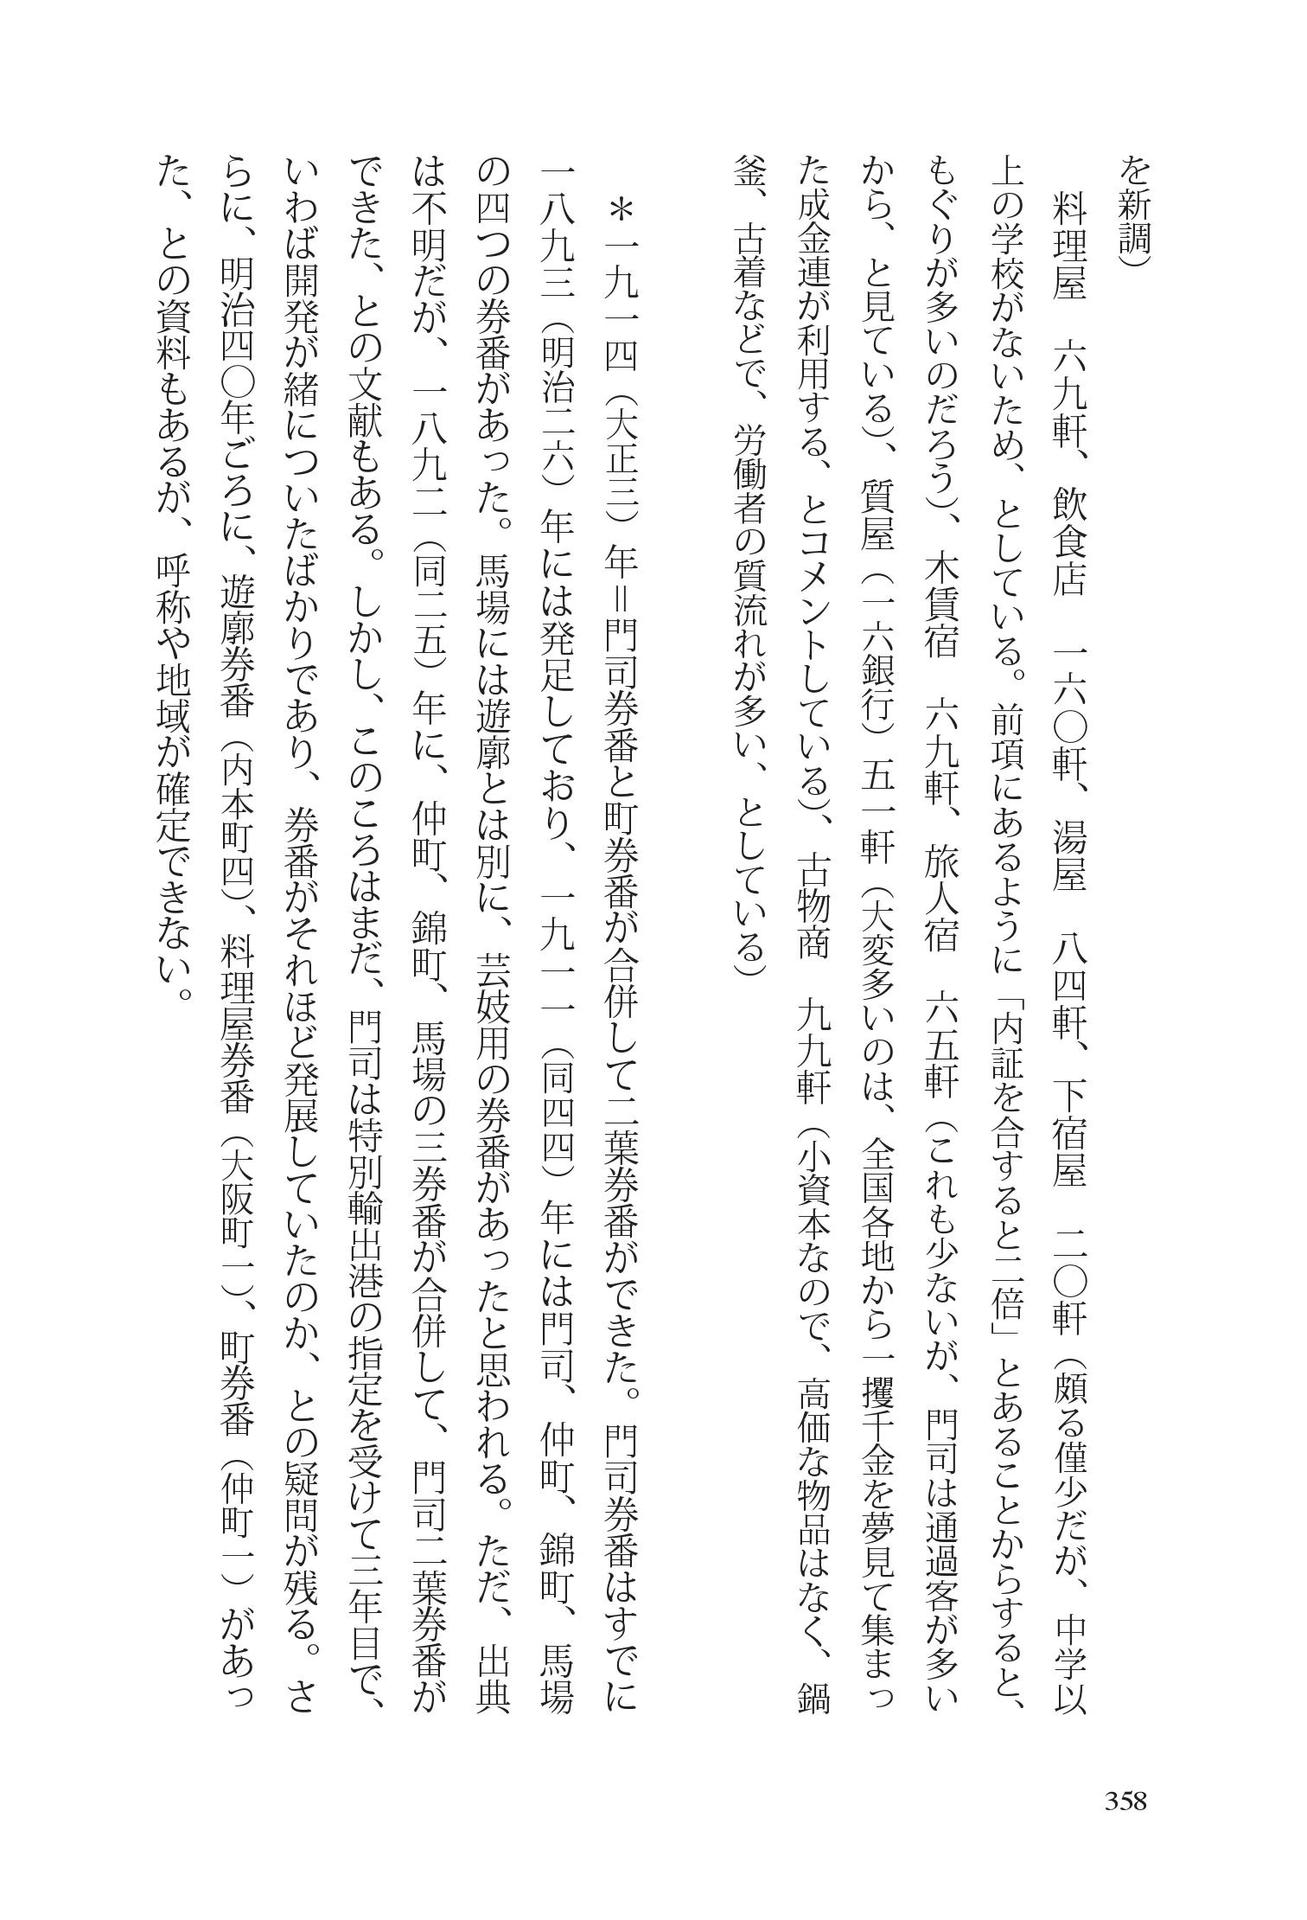 を新調）
　料理屋　六九軒、飲食店　一六〇軒、湯屋　八四軒、下宿屋　二〇軒（頗る僅少だが、中学以
上の学校がないため、としている。前項にあるように「内証を合すると二倍」とあることからすると、
もぐりが多いのだろう）、木賃宿　六九軒、旅人宿　六五軒（これも少ないが、門司は通過客が多い
から、と見ている）、質屋（一六銀行）五一軒（大変多いのは、全国各地から一攫千金を夢見て集まっ
た成金連が利用する、とコメントしている）、古物商　九九軒（小資本なので、高価な物品はなく、鍋
釜、古着などで、労働者の質流れが多い、としている）
　＊一九一四（大正三）年＝門司券番と町券番が合併して二葉券番ができた。門司券番はすでに
一八九三（明治二六）年には発足しており、一九一一（同四四）年には門司、仲町、錦町、馬場
の四つの券番があった。馬場には遊廓とは別に、芸妓用の券番があったと思われる。ただ、出典
は不明だが、一八九二（同二五）年に、仲町、錦町、馬場の三券番が合併して、門司二葉券番が
できた、との文献もある。しかし、このころはまだ、門司は特別輸出港の指定を受けて三年目で、
いわば開発が緒についたばかりであり、券番がそれほど発展していたのか、との疑問が残る。さ
らに、明治四〇年ごろに、遊廓券番（内本町四）、料理屋券番（大阪町一）、町券番（仲町一）があっ
た、との資料もあるが、呼称や地域が確定できない。
358